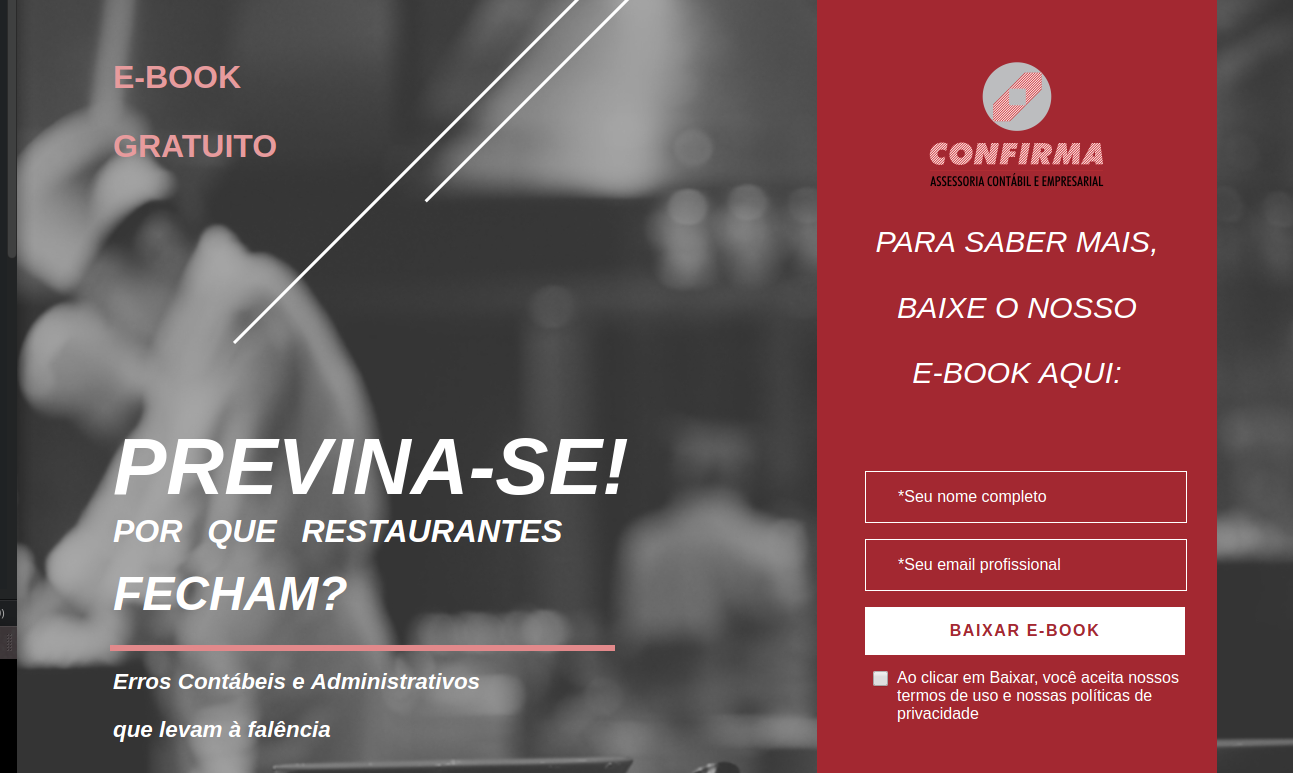 E-BOOK
GRATUITO
PREVINA-SE!
POR QUE RESTAURANTES
FECHAM?
Erros Contábeis e Administrativos
que levam à falência
CONFIRMA
ASSESSORIA CONTÁBIL E EMPRESARIAL
PARA SABER MAIS,
BAIXE O NOSSO
E-BOOK AQUI:
*Seu nome completo
*Seu email profissional
BAIXAR E-BOOK
Ao clicar em Baixar, você aceita nossos
termos de uso e nossas políticas de
privacidade